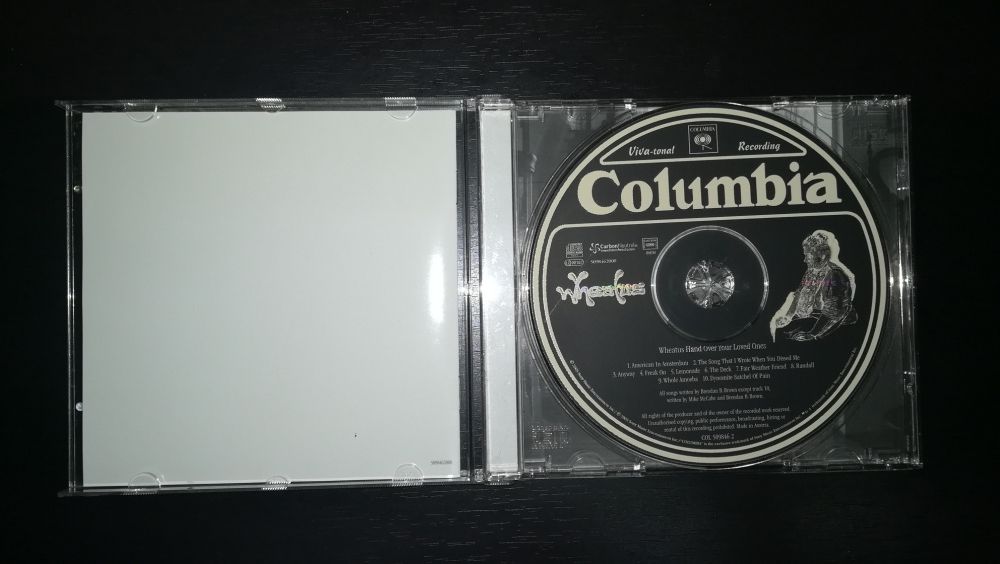 COLUMBIA
Viva-tonal Recording
Columbia
CarbonNeutral
5098462000
wheatus
Wheatus Hand Over Your Loved Ones
1. American In Amsterdam 2. The Song That I Wrote When You Dissed Me
3. Anyway 4. Freak On 5. Lemonade 6. The Deck 7. Fair Weather Friend 8. Randall
9. Whole Amoeba 10. Dynamite Satchel Of Pain
All songs written by Brendan B. Brown except track 10,
written by Mike McCabe and Brendan B. Brown.
All rights of the producer and of the owner of the recorded work reserved
Unauthorised copying, public performance, broadcasting, hiring or
rental of this recording prohibited. Made in Austria.
COL 509846 2
5098462000